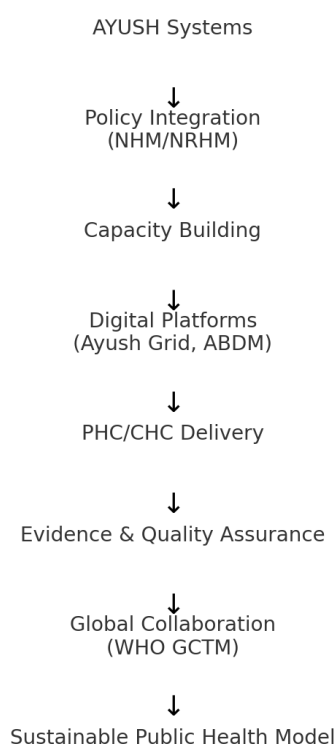 AYUSH Systems
↓
Policy Integration
(NHM/NRHM)
↓
Capacity Building
↓
Digital Platforms
(Ayush Grid, ABDM)
↓
PHC/CHC Delivery
↓
Evidence & Quality Assurance
↓
Global Collaboration
(WHO GCTM)
↓
Sustainable Public Health Model